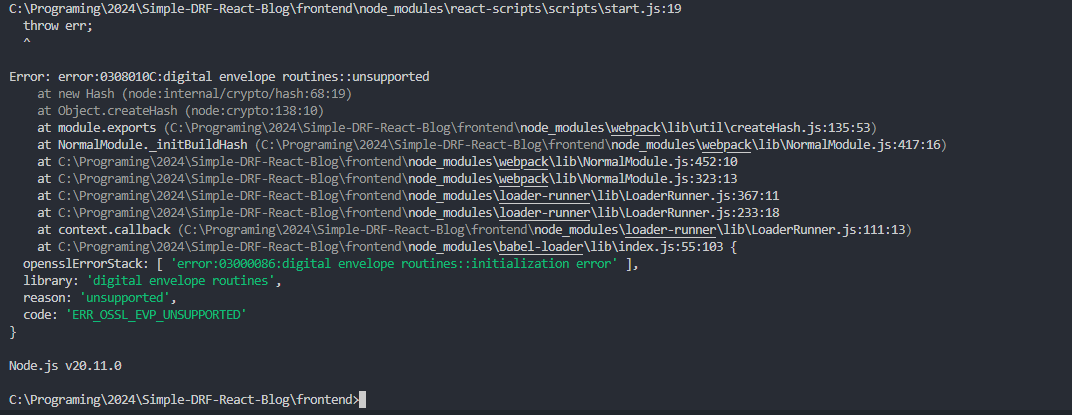 C:\Programing\2024\Simple-DRF-React-Blog\frontend\node_modules\react-scripts\scripts\start.js:19
  throw err;
  ^

Error: error:0308010C:digital envelope routines::unsupported
    at new Hash (node:internal/crypto/hash:68:19)
    at Object.createHash (node:crypto:138:10)
    at module.exports (C:\Programing\2024\Simple-DRF-React-Blog\frontend\node_modules\webpack\lib\util\createHash.js:135:53)
    at NormalModule._initBuildHash (C:\Programing\2024\Simple-DRF-React-Blog\frontend\node_modules\webpack\lib\NormalModule.js:417:16)
    at C:\Programing\2024\Simple-DRF-React-Blog\frontend\node_modules\webpack\lib\NormalModule.js:452:10
    at C:\Programing\2024\Simple-DRF-React-Blog\frontend\node_modules\webpack\lib\NormalModule.js:323:13
    at C:\Programing\2024\Simple-DRF-React-Blog\frontend\node_modules\loader-runner\lib\LoaderRunner.js:367:11
    at C:\Programing\2024\Simple-DRF-React-Blog\frontend\node_modules\loader-runner\lib\LoaderRunner.js:233:18
    at context.callback (C:\Programing\2024\Simple-DRF-React-Blog\frontend\node_modules\loader-runner\lib\LoaderRunner.js:111:13)
    at C:\Programing\2024\Simple-DRF-React-Blog\frontend\node_modules\babel-loader\lib\index.js:55:103 {
  opensslErrorStack: [ 'error:03000086:digital envelope routines::initialization error' ],
  library: 'digital envelope routines',
  reason: 'unsupported',
  code: 'ERR_OSSL_EVP_UNSUPPORTED'
}

Node.js v20.11.0

C:\Programing\2024\Simple-DRF-React-Blog\frontend>